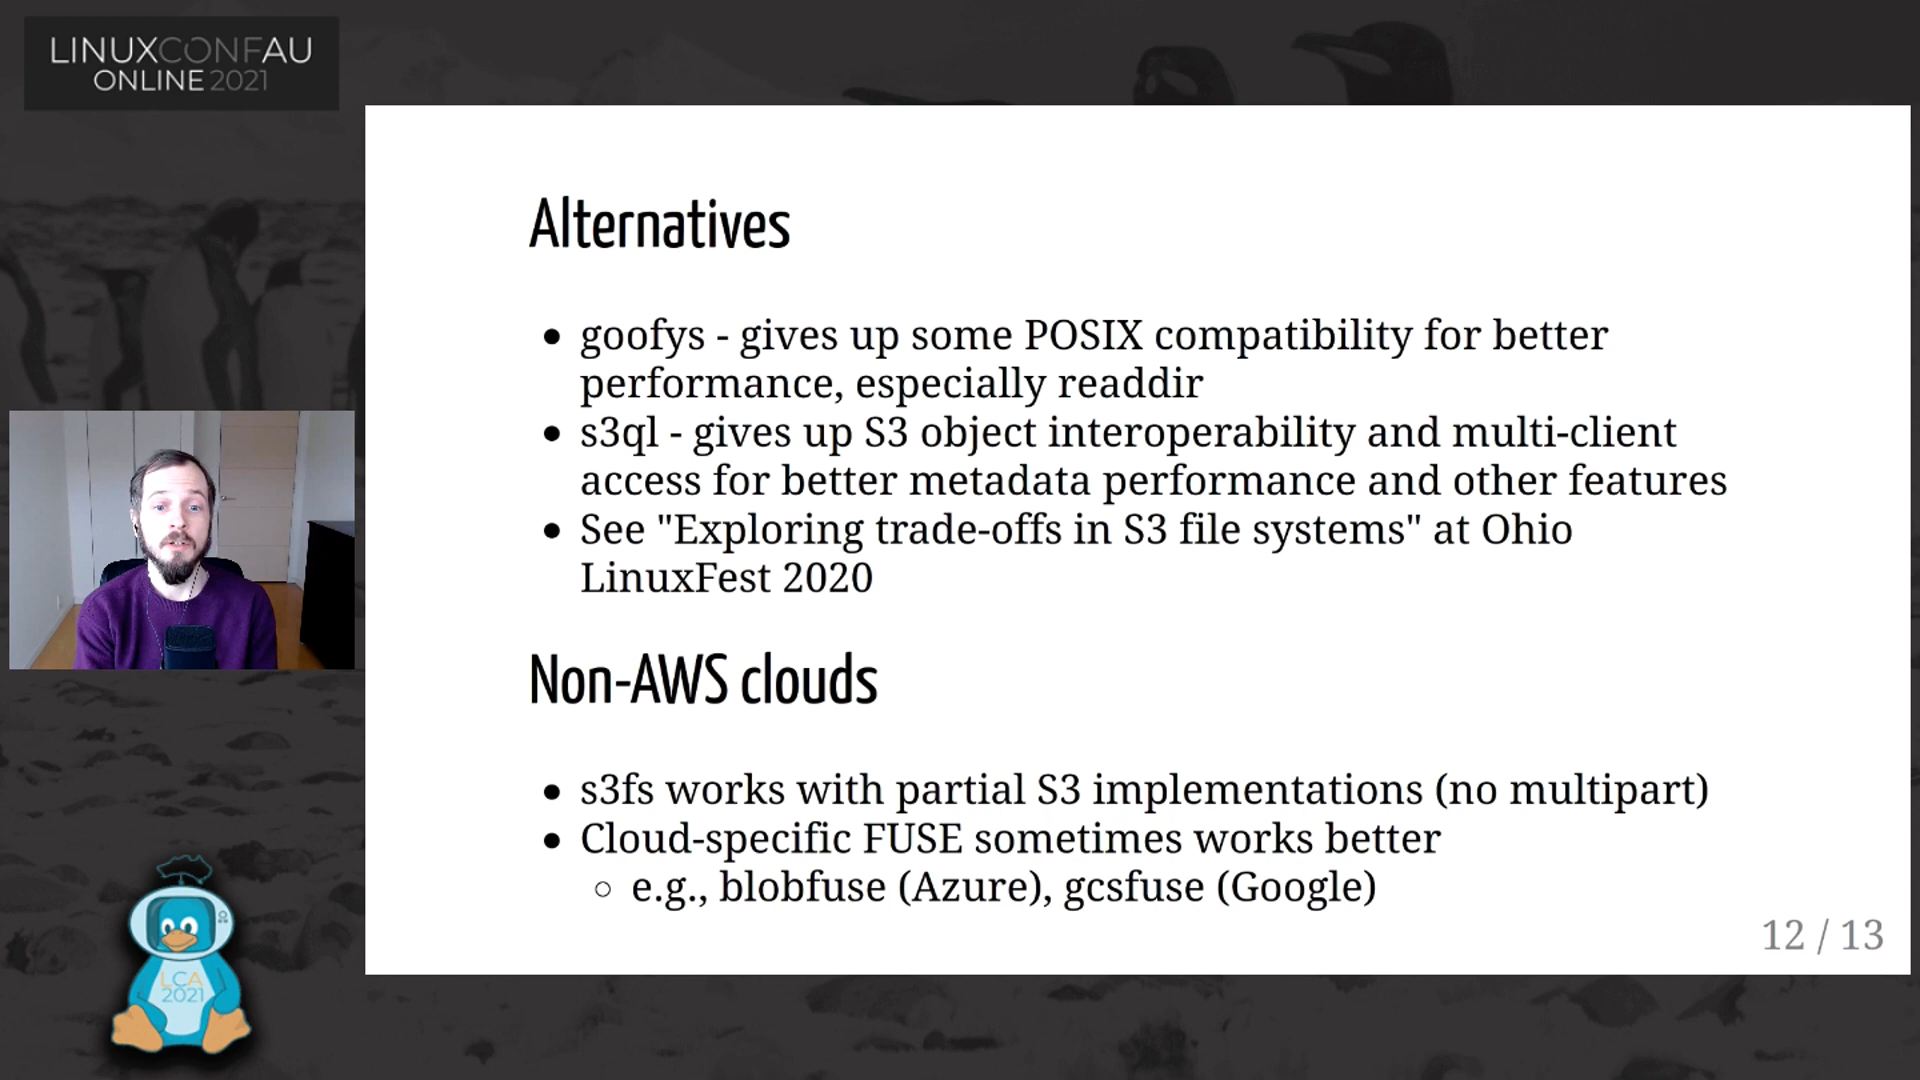 LINUXCONFAU
ONLINE 2021
Alternatives
• goofys - gives up some POSIX compatibility for better
performance, especially readdir
• s3ql - gives up S3 object interoperability and multi-client
access for better metadata performance and other features
• See "Exploring trade-offs in S3 file systems" at Ohio
LinuxFest 2020
Non-AWS clouds
• s3fs works with partial S3 implementations (no multipart)
• Cloud-specific FUSE sometimes works better
○ e.g., blobfuse (Azure), gcsfuse (Google)
12 / 13
LCA
2021